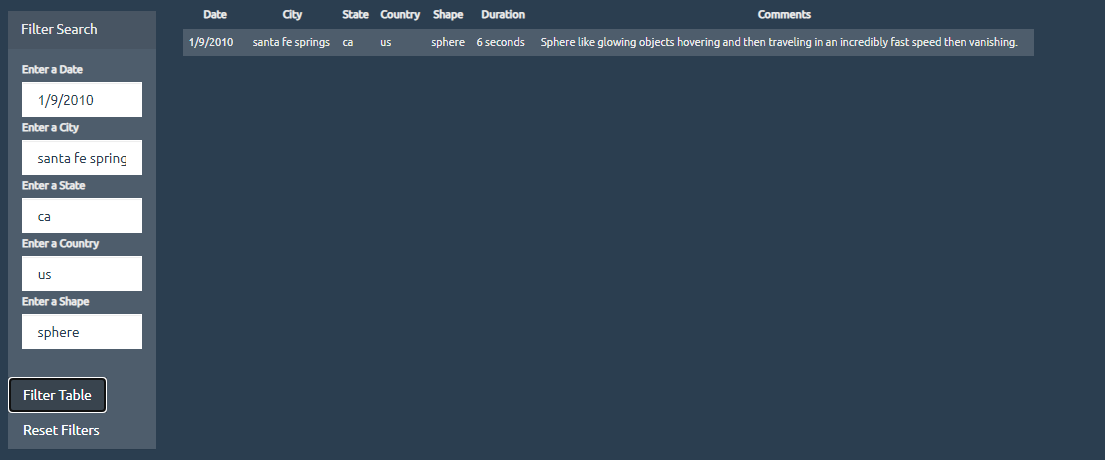 Filter Search
Enter a Date
1/9/2010
Enter a City
santa fe spring
Enter a State
ca
Enter a Country
us
Enter a Shape
sphere
Filter Table
Reset Filters
Date City State Country Shape Duration Comments
1/9/2010 santa fe springs ca us sphere 6 seconds Sphere like glowing objects hovering and then traveling in an incredibly fast speed then vanishing.